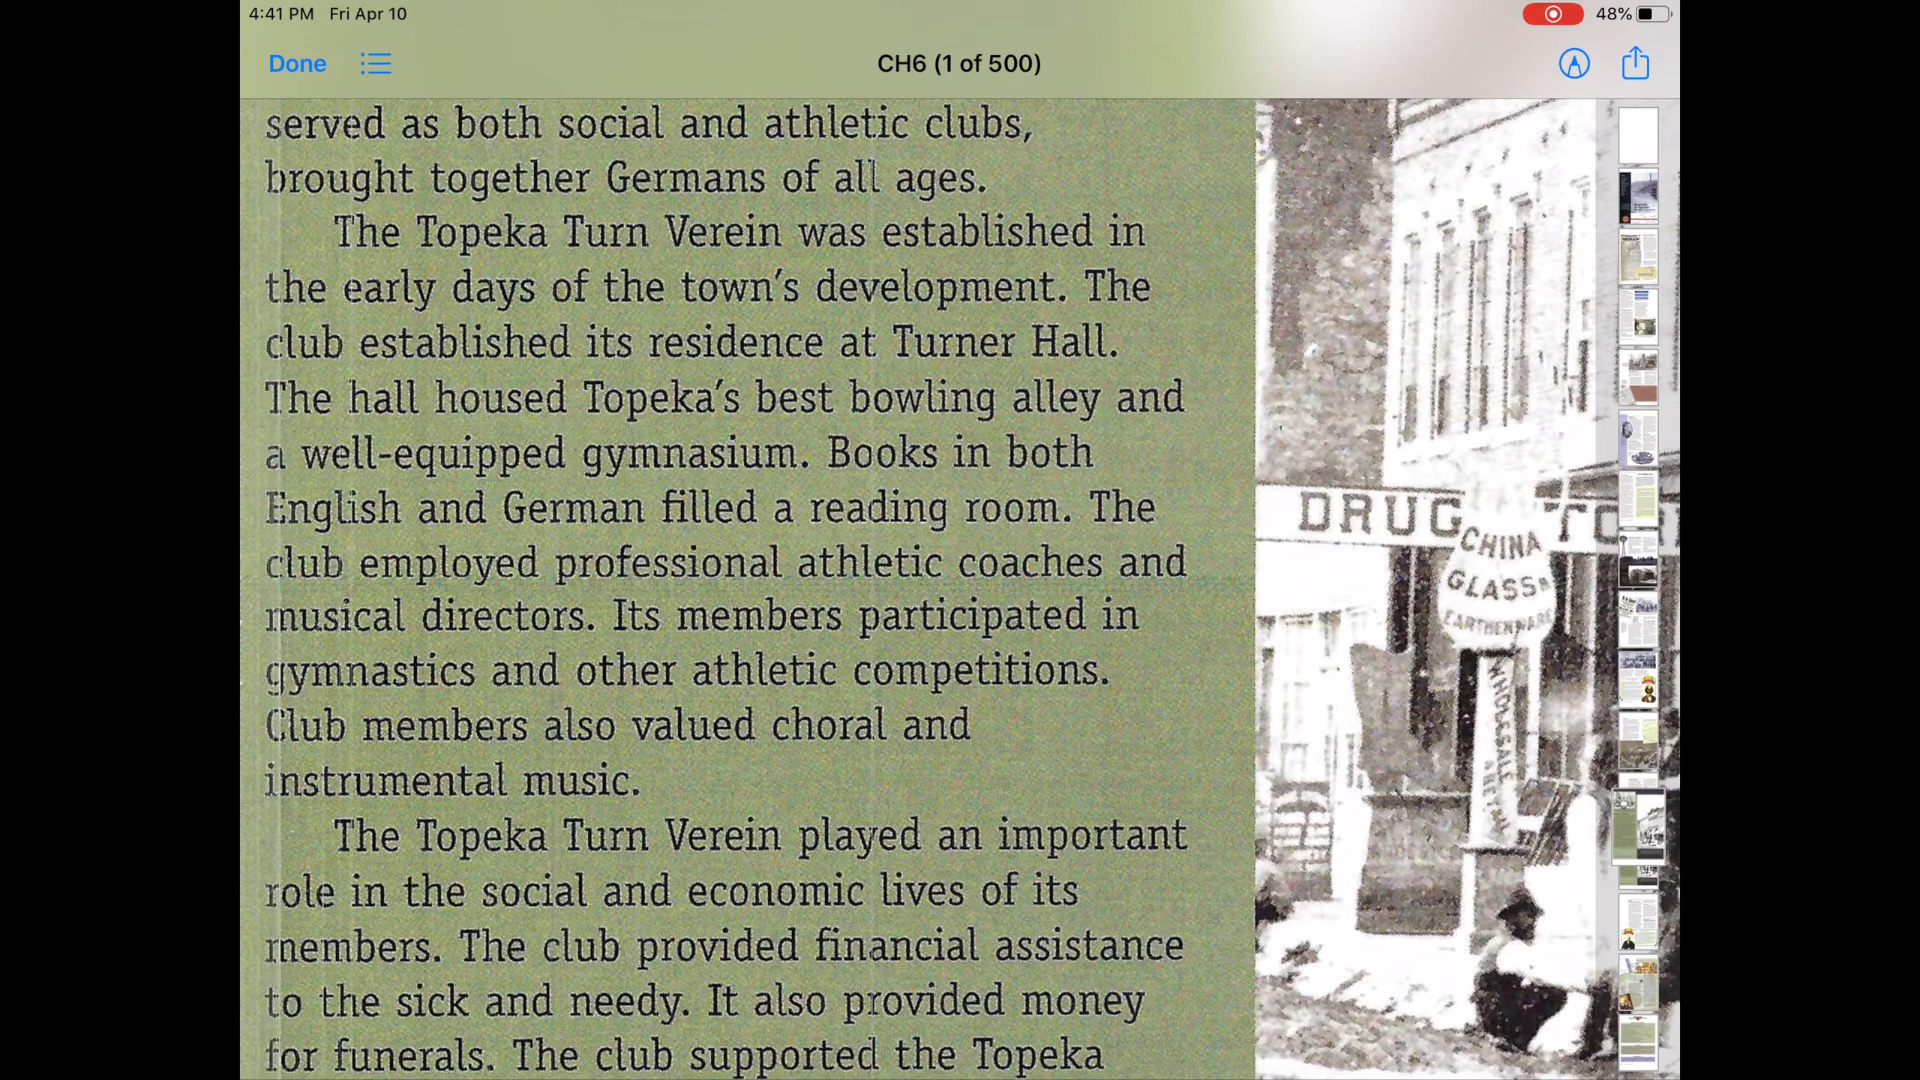 4:41 PM Fri Apr 10
48%
Done
CH6 (1 of 500)
served as both social and athletic clubs,
brought together Germans of all ages.
The Topeka Turn Verein was established in
the early days of the town's development. The
club established its residence at Turner Hall.
The hall housed Topeka's best bowling alley and
a well-equipped gymnasium. Books in both
English and German filled a reading room. The
club employed professional athletic coaches and
musical directors. Its members participated in
gymnastics and other athletic competitions.
Club members also valued choral and
instrumental music.
The Topeka Turn Verein played an important
role in the social and economic lives of its
members. The club provided financial assistance
to the sick and needy. It also provided money
for funerals. The club supported the Topeka
DRUG
CHINA
GLASS &
EARTHENWARE
WHOLESALE